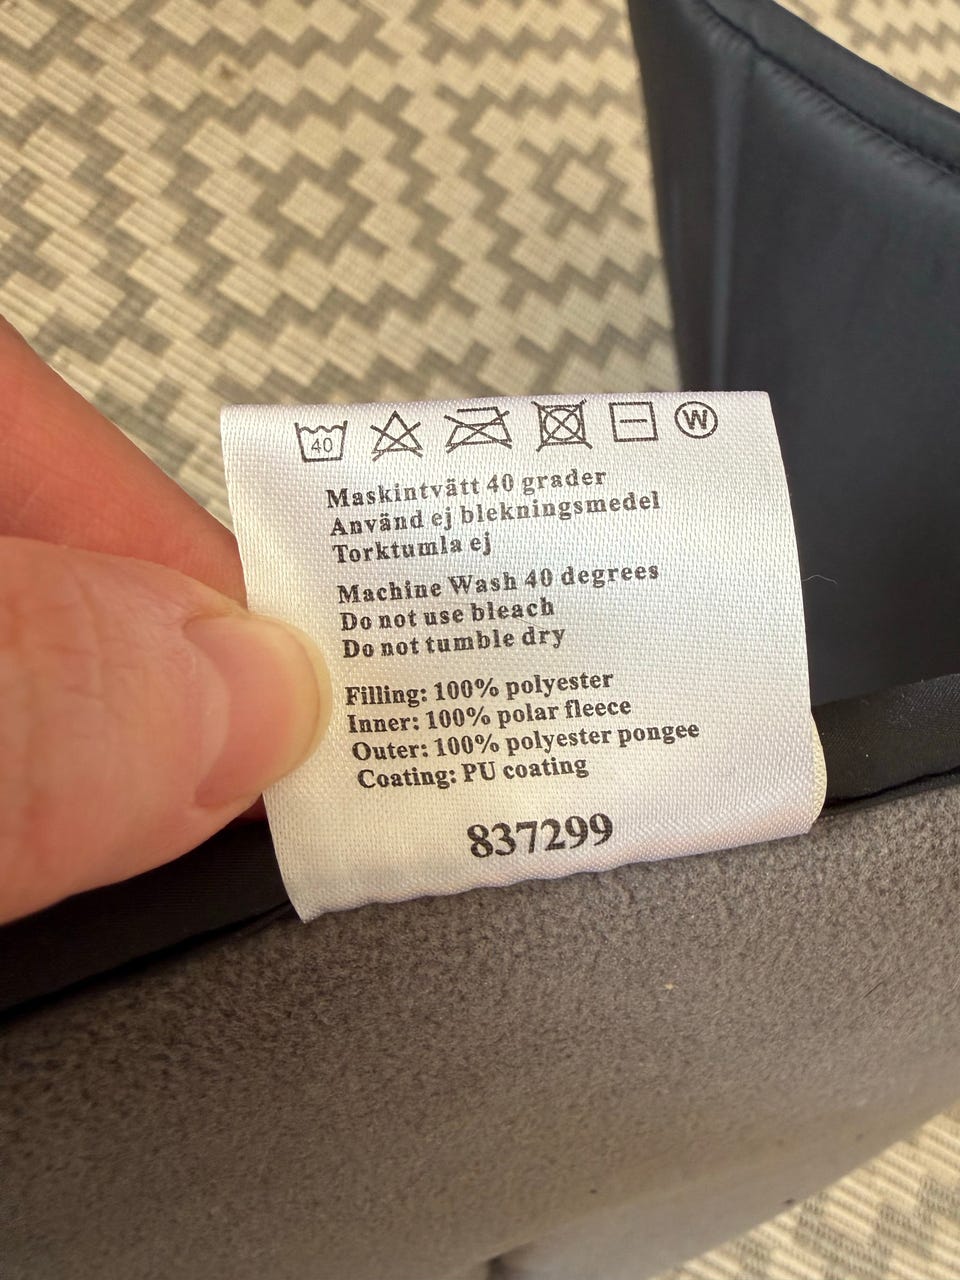 40 W
Maskintvätt 40 grader
Använd ej blekningsmedel
Torktumla ej
Machine Wash 40 degrees
Do not use bleach
Do not tumble dry
Filling: 100% polyester
Inner: 100% polar fleece
Outer: 100% polyester pongee
Coating: PU coating
837299